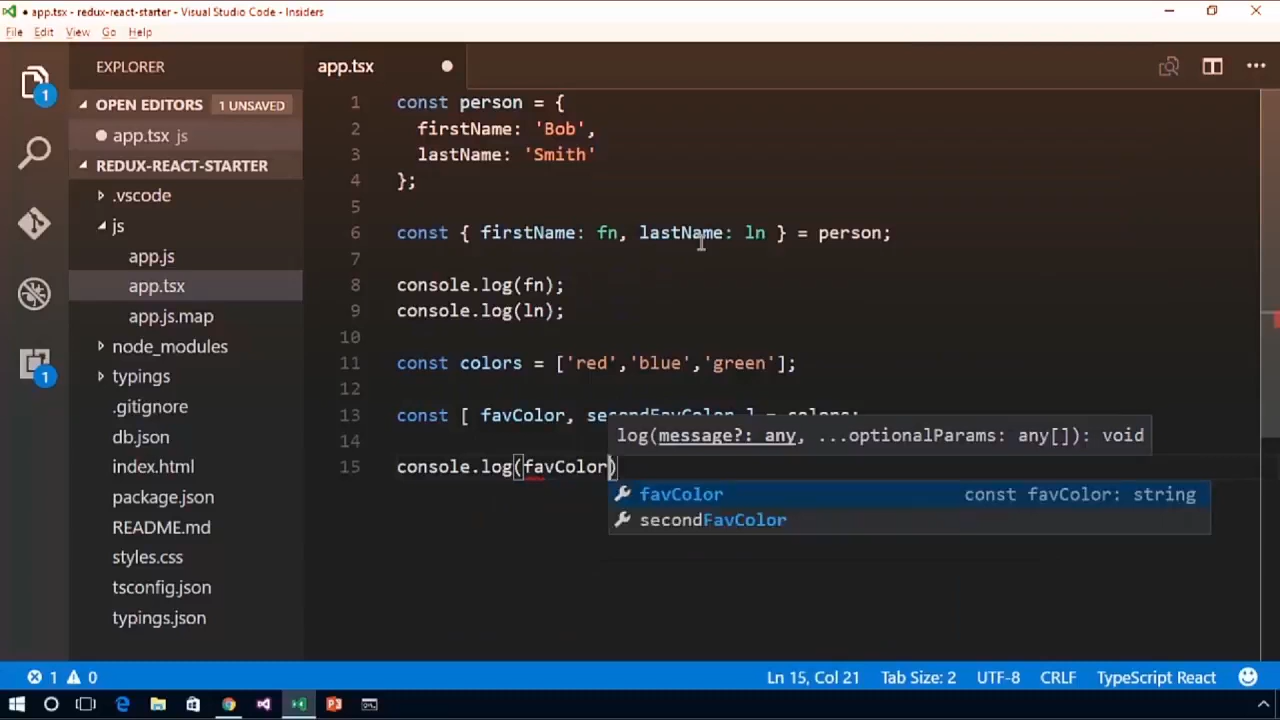 app.tsx - redux-react-starter - Visual Studio Code - Insiders
File Edit View Go Help
EXPLORER
OPEN EDITORS 1 UNSAVED
app.tsx js
REDUX-REACT-STARTER
.vscode
js
app.js
app.tsx
app.js.map
node_modules
typings
.gitignore
db.json
index.html
package.json
README.md
styles.css
tsconfig.json
typings.json
1
1
app.tsx
1 const person = {
2 firstName: 'Bob',
3 lastName: 'Smith'
4 };
5
6 const { firstName: fn, lastName: ln } = person;
7
8 console.log(fn);
9 console.log(ln);
10
11 const colors = ['red','blue','green'];
12
13 const [ favColor, secondFavColor ] = colors;
14
15 console.log(favColor)
log(message?: any, ...optionalParams: any[]): void
favColor const favColor: string
secondFavColor
1 0
Ln 15, Col 21 Tab Size: 2 UTF-8 CRLF TypeScript React